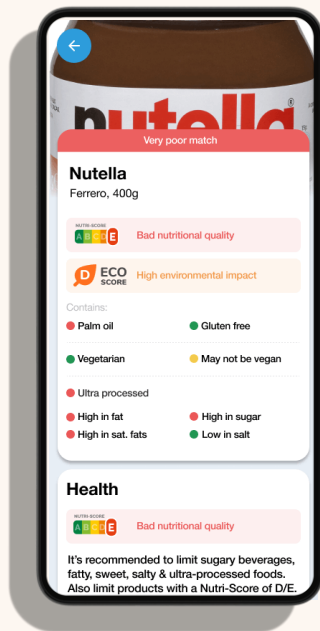 nutella
®
Very poor match
Nutella
Ferrero, 400g
NUTRI-SCORE
A B C D E
Bad nutritional quality
D ECO SCORE
High environmental impact
Contains:
Palm oil
Gluten free
Vegetarian
May not be vegan
Ultra processed
High in fat
High in sugar
High in sat. fats
Low in salt
Health
NUTRI-SCORE
A B C D E
Bad nutritional quality
It's recommended to limit sugary beverages,
fatty, sweet, salty & ultra-processed foods.
Also limit products with a Nutri-Score of D/E.